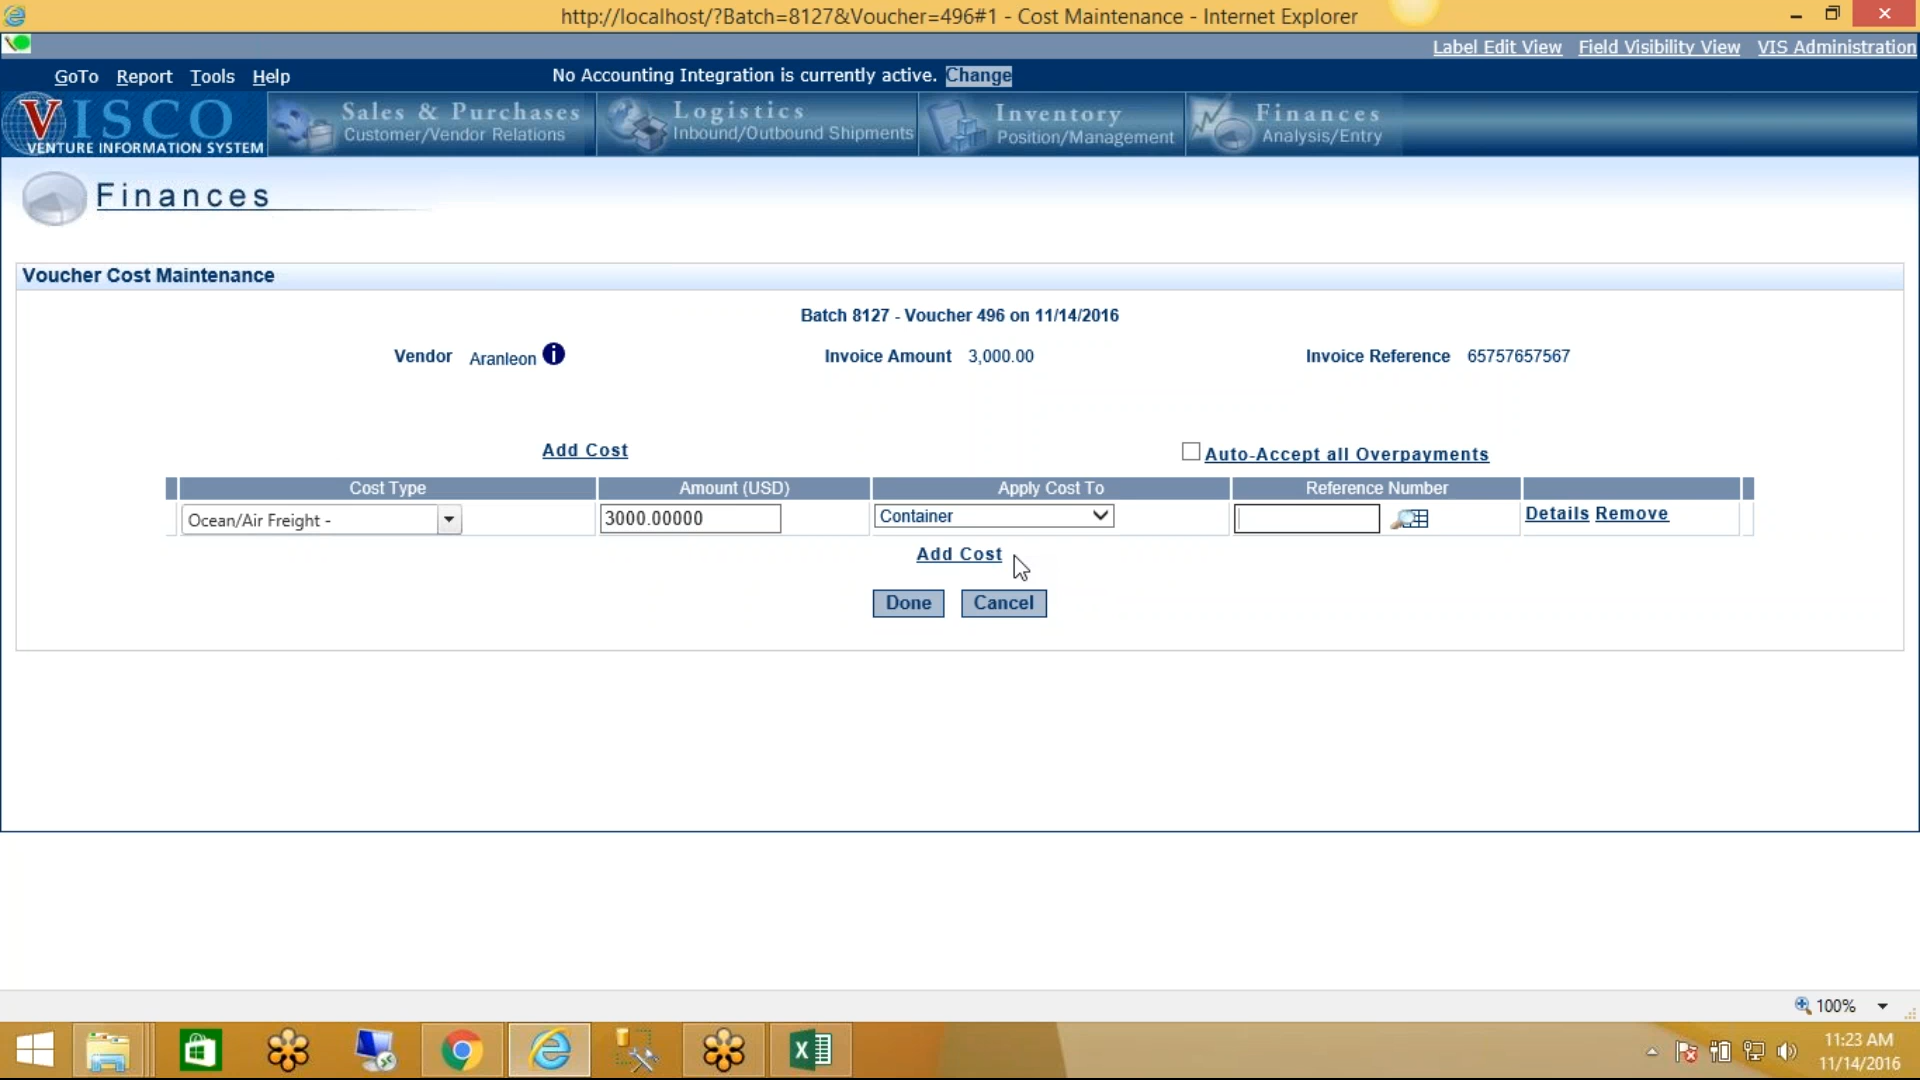 http://localhost/?Batch=8127&Voucher=496#1 - Cost Maintenance - Internet Explorer
Label Edit View Field Visibility View VIS Administration
GoTo Report Tools Help No Accounting Integration is currently active. Change
VISCO
VENTURE INFORMATION SYSTEM
Sales & Purchases
Customer/Vendor Relations
Logistics
Inbound/Outbound Shipments
Inventory
Position/Management
Finances
Analysis/Entry
Finances
Voucher Cost Maintenance
Batch 8127 - Voucher 496 on 11/14/2016
Vendor Aranleon Invoice Amount 3,000.00 Invoice Reference 65757657567
Add Cost Auto-Accept all Overpayments
Cost Type Amount (USD) Apply Cost To Reference Number
Ocean/Air Freight - 3000.00000 Container Details Remove
Add Cost
Done Cancel
100%
11:23 AM
11/14/2016